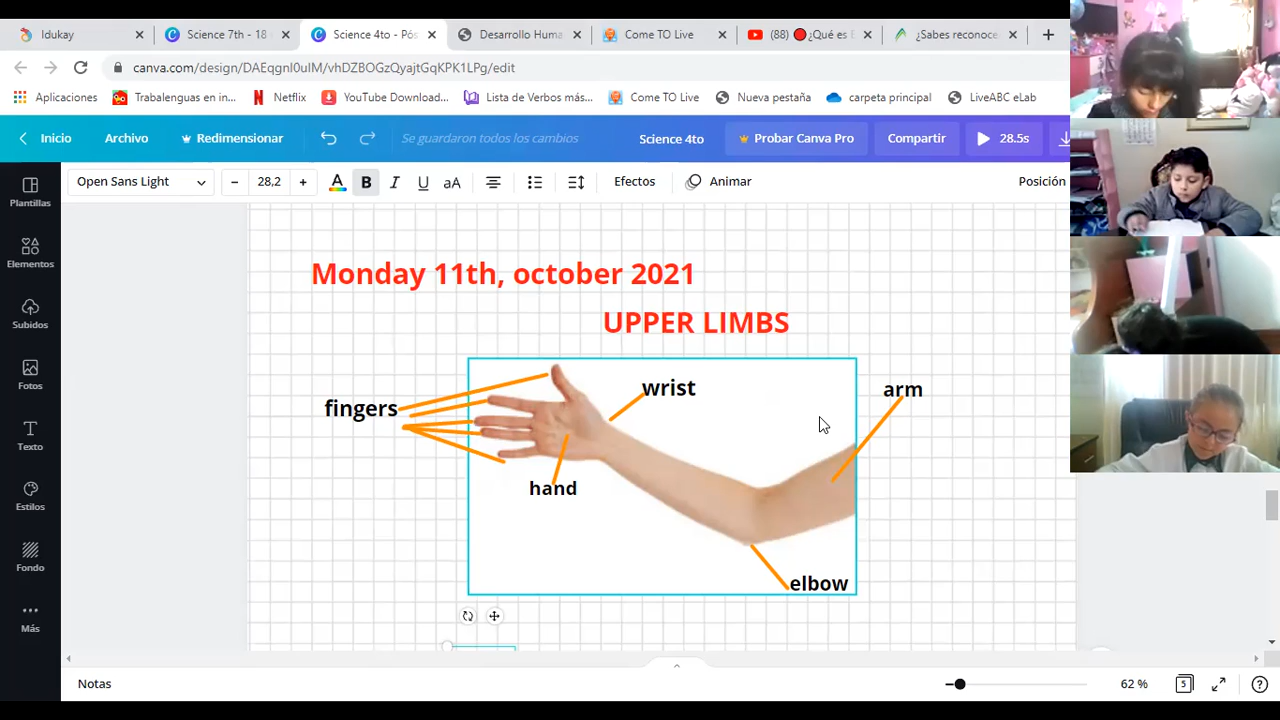 Idukay
Science 7th - 18
Science 4to - Pós
Desarrollo Huma
Come TO Live
(88) 🔴¿Qué es E
¿Sabes reconoce
canva.com/design/DAEqgnI0uIM/vhDZBOGzQyajtGqKPK1LPg/edit
Aplicaciones
Trabalenguas en in...
Netflix
YouTube Download...
Lista de Verbos más...
Come TO Live
Nueva pestaña
carpeta principal
LiveABC eLab
Inicio
Archivo
Redimensionar
Se guardaron todos los cambios
Science 4to
Probar Canva Pro
Compartir
28.5s
Open Sans Light
– 28,2 +
A
B
I
U
aA
Efectos
Animar
Posición
Plantillas
Elementos
Subidos
Fotos
Texto
Estilos
Fondo
Más
Monday 11th, october 2021
UPPER LIMBS
fingers
wrist
arm
hand
elbow
Notas
62 %
5
?